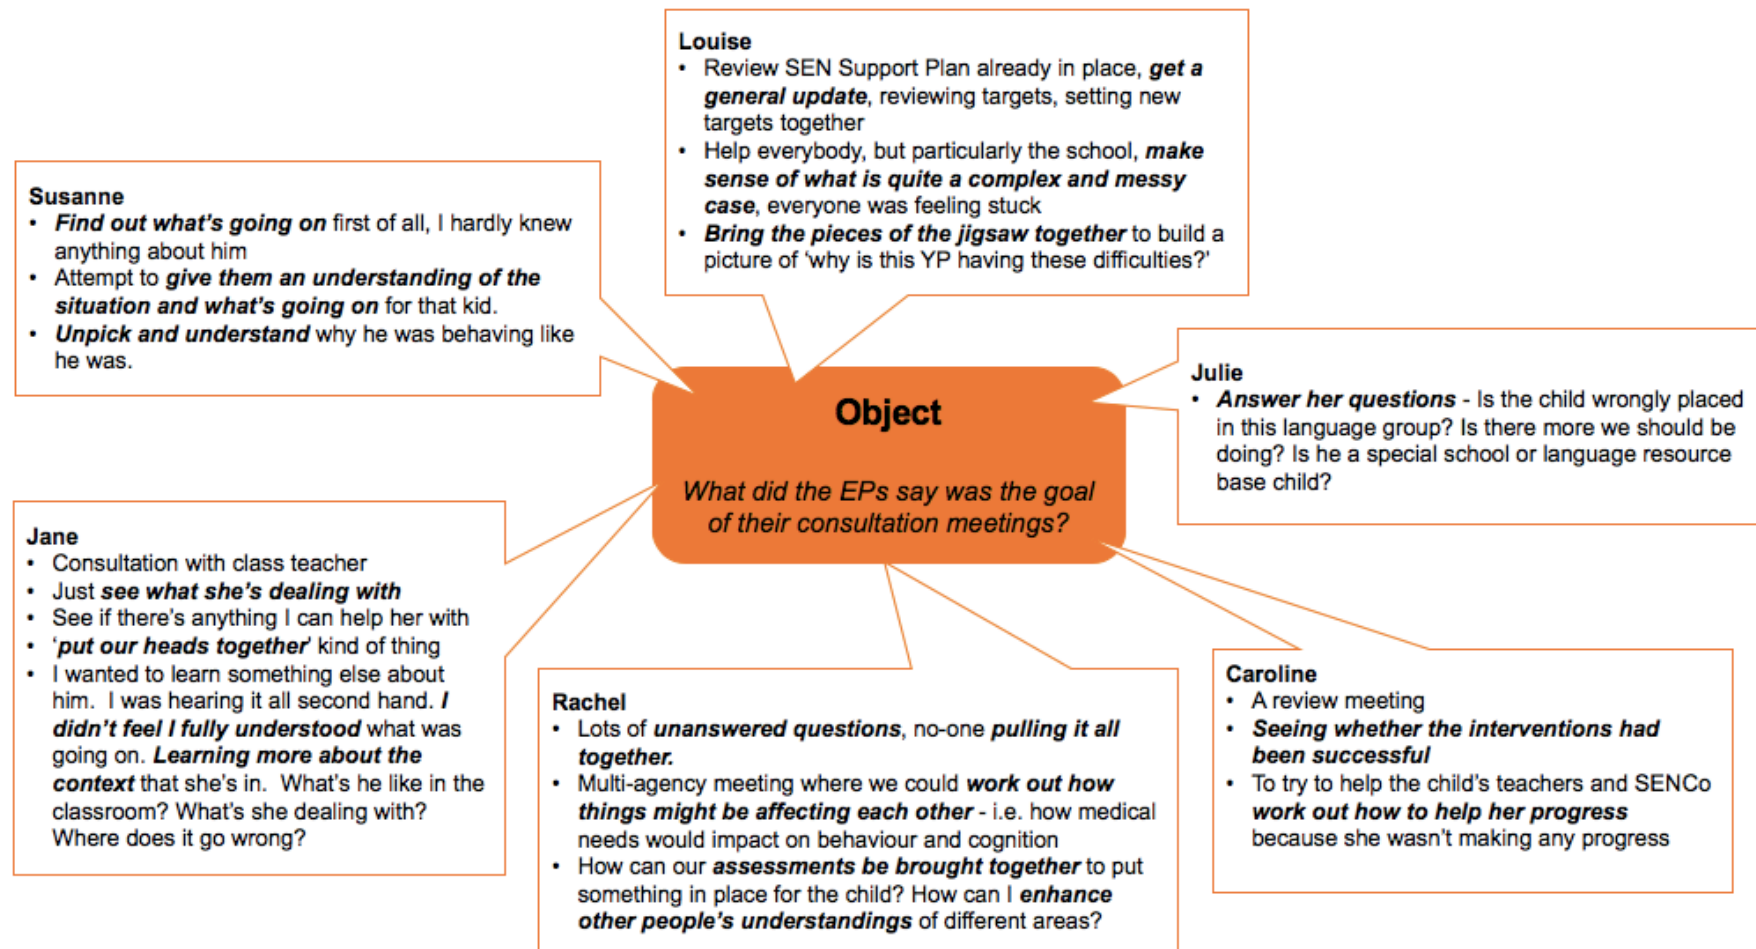 Louise
• Review SEN Support Plan already in place, get a
general update, reviewing targets, setting new
targets together
• Help everybody, but particularly the school, make
sense of what is quite a complex and messy
case, everyone was feeling stuck
• Bring the pieces of the jigsaw together to build a
picture of ‘why is this YP having these difficulties?’
Susanne
• Find out what’s going on first of all, I hardly knew
anything about him
• Attempt to give them an understanding of the
situation and what’s going on for that kid.
• Unpick and understand why he was behaving like
he was.
Object
What did the EPs say was the goal
of their consultation meetings?
Julie
• Answer her questions - Is the child wrongly placed
in this language group? Is there more we should be
doing? Is he a special school or language resource
base child?
Jane
• Consultation with class teacher
• Just see what she’s dealing with
• See if there’s anything I can help her with
• ‘put our heads together’ kind of thing
• I wanted to learn something else about
him.  I was hearing it all second hand. I
didn’t feel I fully understood what was
going on. Learning more about the
context that she’s in.  What’s he like in the
classroom? What’s she dealing with?
Where does it go wrong?
Rachel
• Lots of unanswered questions, no-one pulling it all
together.
• Multi-agency meeting where we could work out how
things might be affecting each other - i.e. how medical
needs would impact on behaviour and cognition
• How can our assessments be brought together to put
something in place for the child? How can I enhance
other people’s understandings of different areas?
Caroline
• A review meeting
• Seeing whether the interventions had
been successful
• To try to help the child’s teachers and SENCo
work out how to help her progress
because she wasn’t making any progress